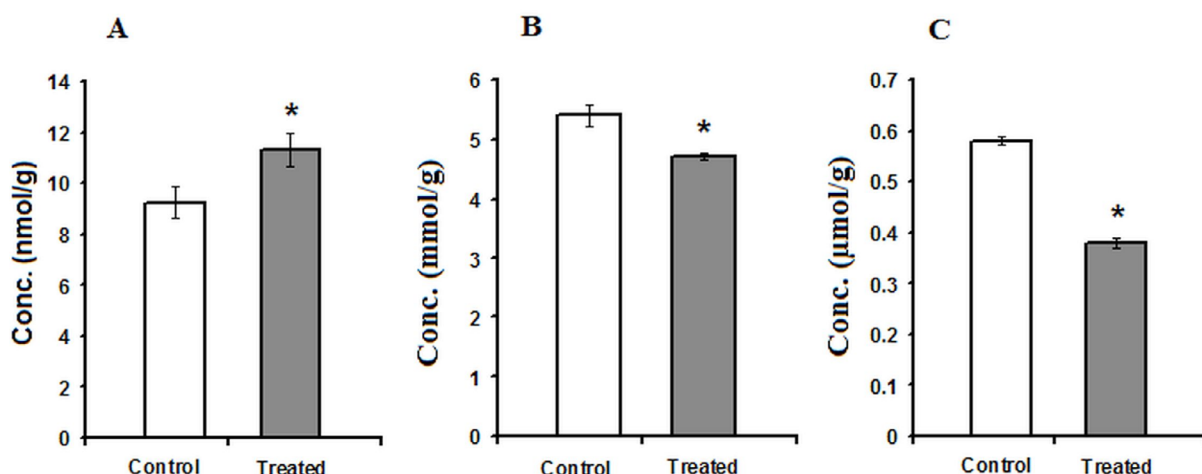 A
Conc. (nmol/g)
14
12
10
8
6
4
2
0
*
Control
Treated
B
Conc. (mmol/g)
6
5
4
3
2
1
0
*
Control
Treated
C
Conc. (μmol/g)
0.7
0.6
0.5
0.4
0.3
0.2
0.1
0
*
Control
Treated